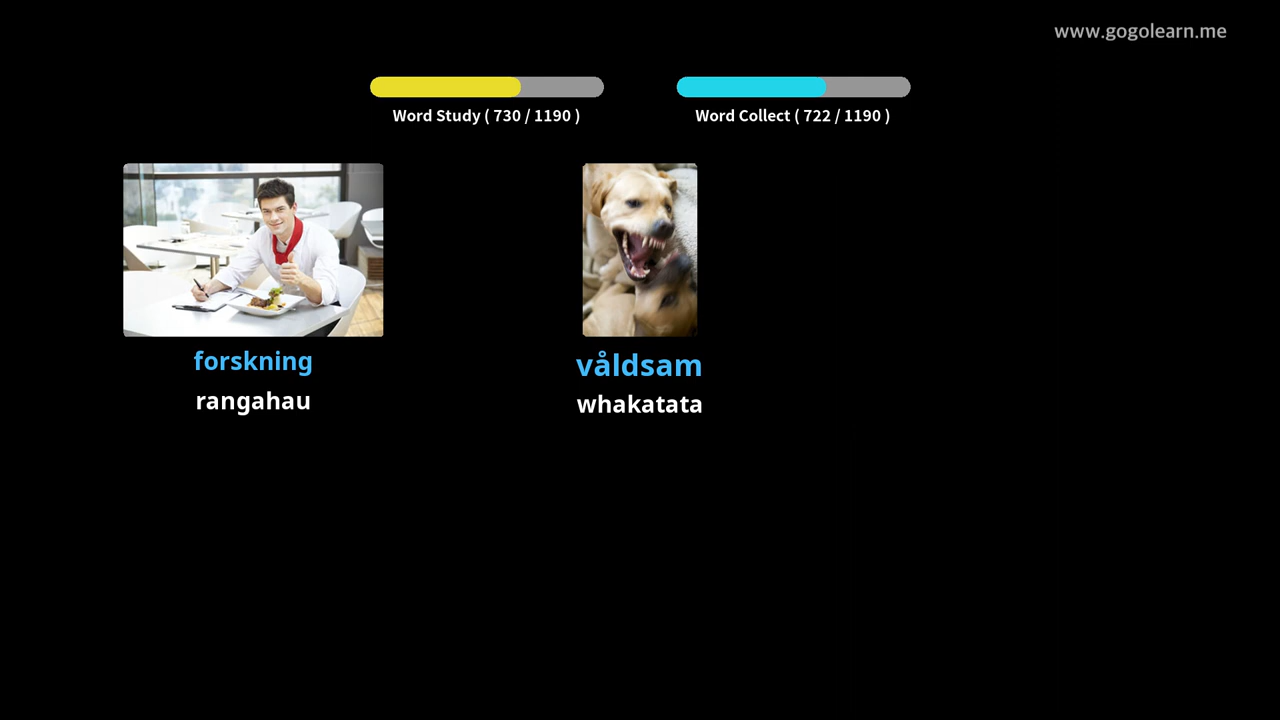 www.gogolearn.me
Word Study ( 730 / 1190 )
Word Collect ( 722 / 1190 )
forskning
rangahau
våldsam
whakatata